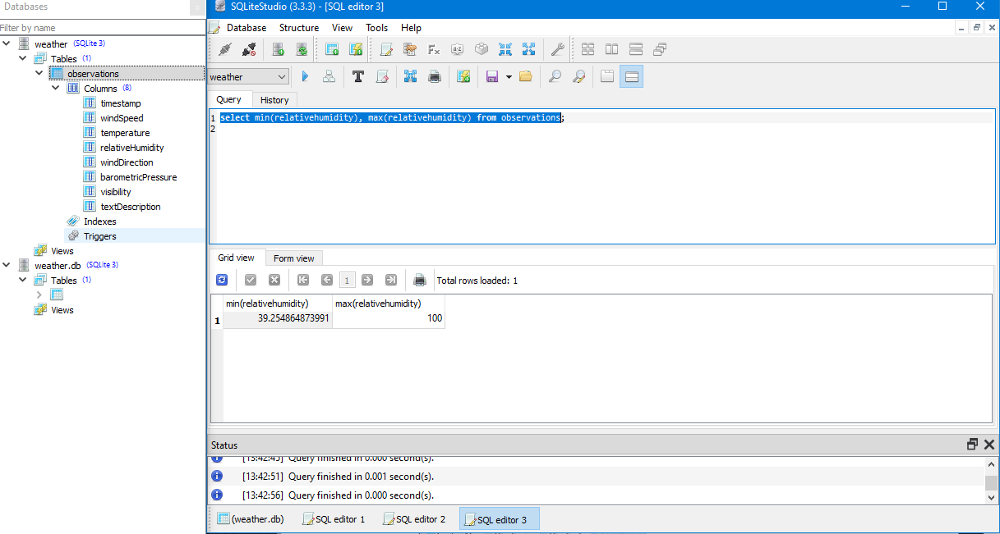 Databases
Filter by name
weather (SQLite 3)
Tables (1)
observations
Columns (8)
timestamp
windSpeed
temperature
relativeHumidity
windDirection
barometricPressure
visibility
textDescription
Indexes
Triggers
Views
weather.db (SQLite 3)
Tables (1)
Views
SQLiteStudio (3.3.3) - [SQL editor 3]
Database Structure View Tools Help
weather
Query History
1 select min(relativehumidity), max(relativehumidity) from observations;
2
Grid view Form view
1 Total rows loaded: 1
min(relativehumidity) max(relativehumidity)
1 39.254864873991 100
Status
[13:42:45] Query finished in 0.000 second(s).
[13:42:51] Query finished in 0.001 second(s).
[13:42:56] Query finished in 0.000 second(s).
(weather.db) SQL editor 1 SQL editor 2 SQL editor 3